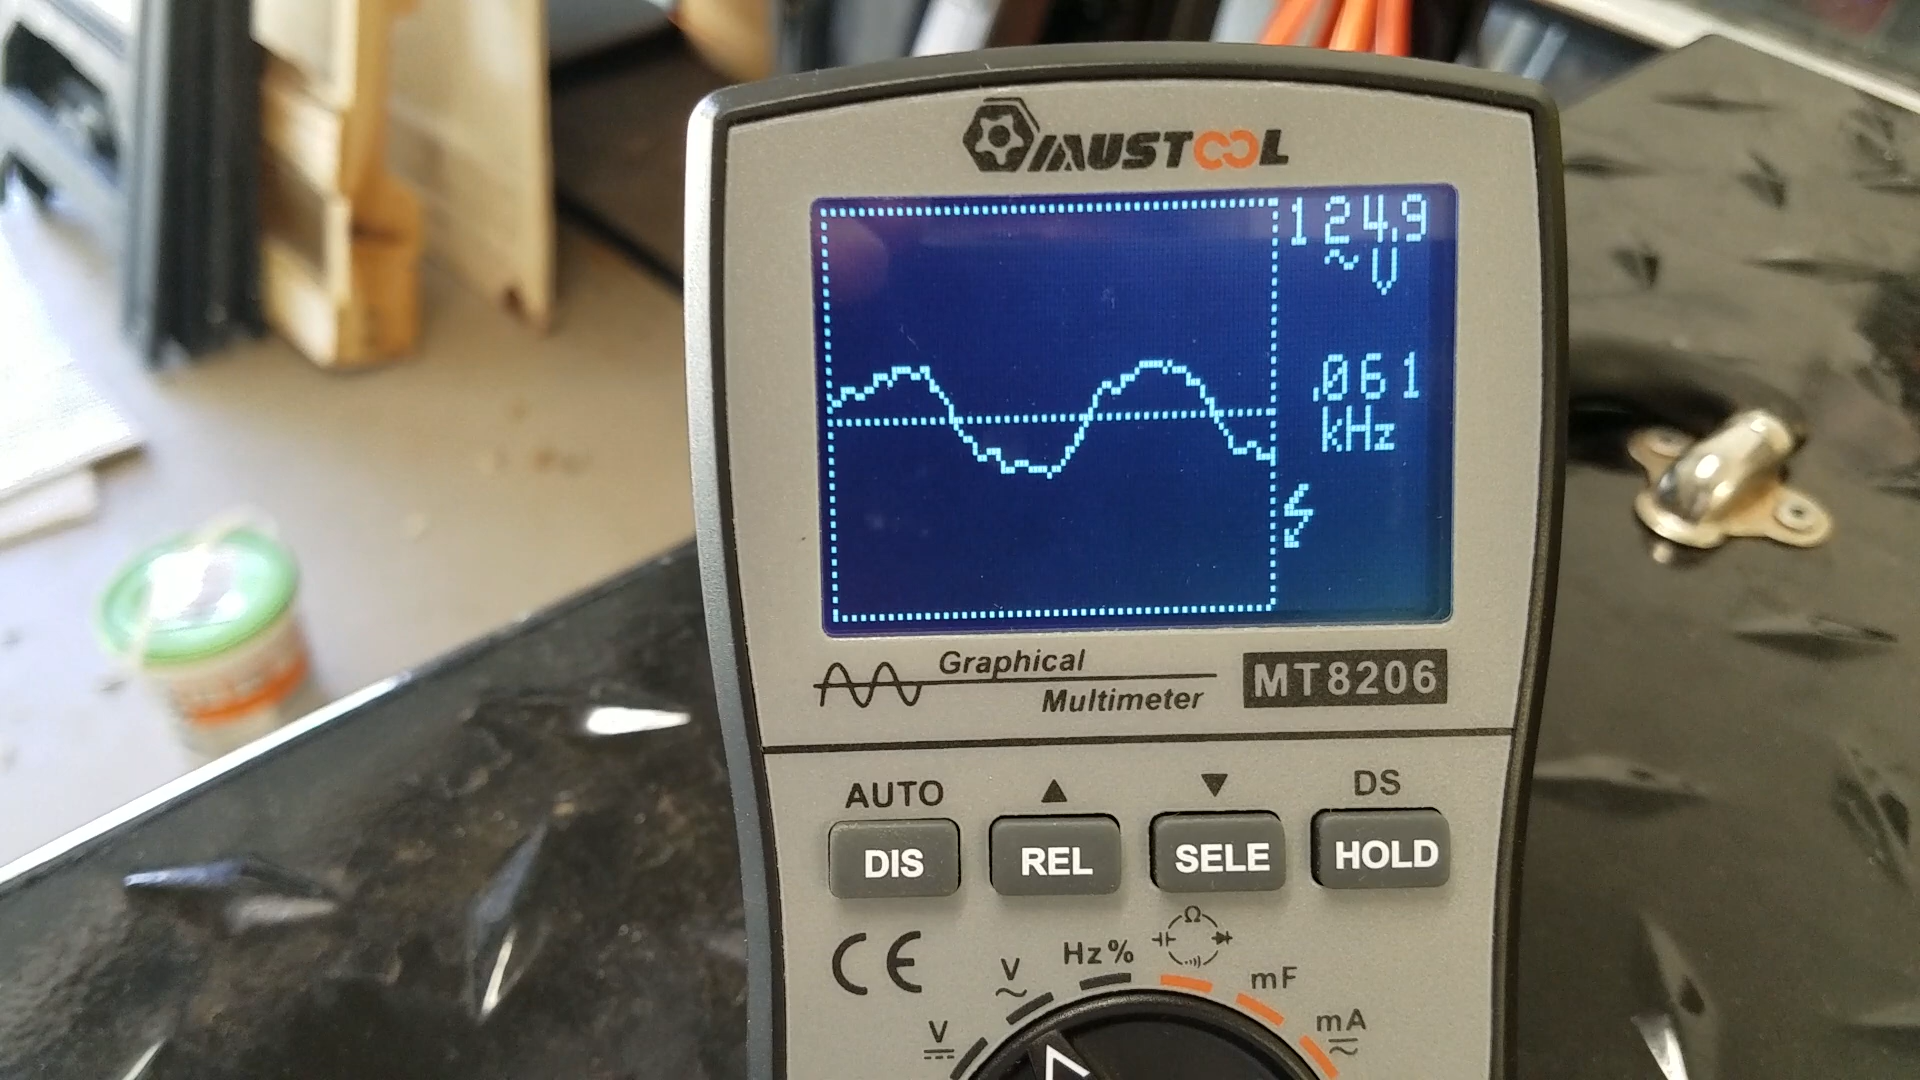 MUSTOOL
124.9
~V
.061
kHz
Graphical
Multimeter
MT8206
AUTO ▲ ▼ DS
DIS REL SELE HOLD
CE
V Hz% Ω mF
V mA